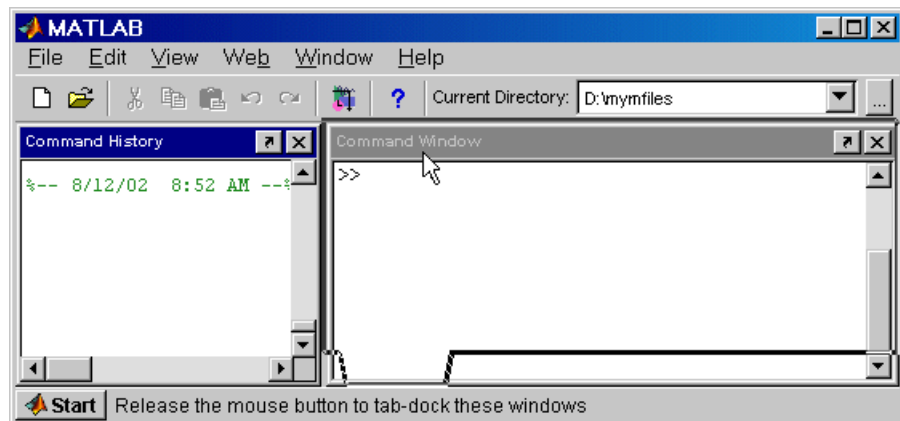 MATLAB
File Edit View Web Window Help
? Current Directory: D:\mymfiles ...
Command History
Command Window
%-- 8/12/02 8:52 AM --%
>>
Start Release the mouse button to tab-dock these windows